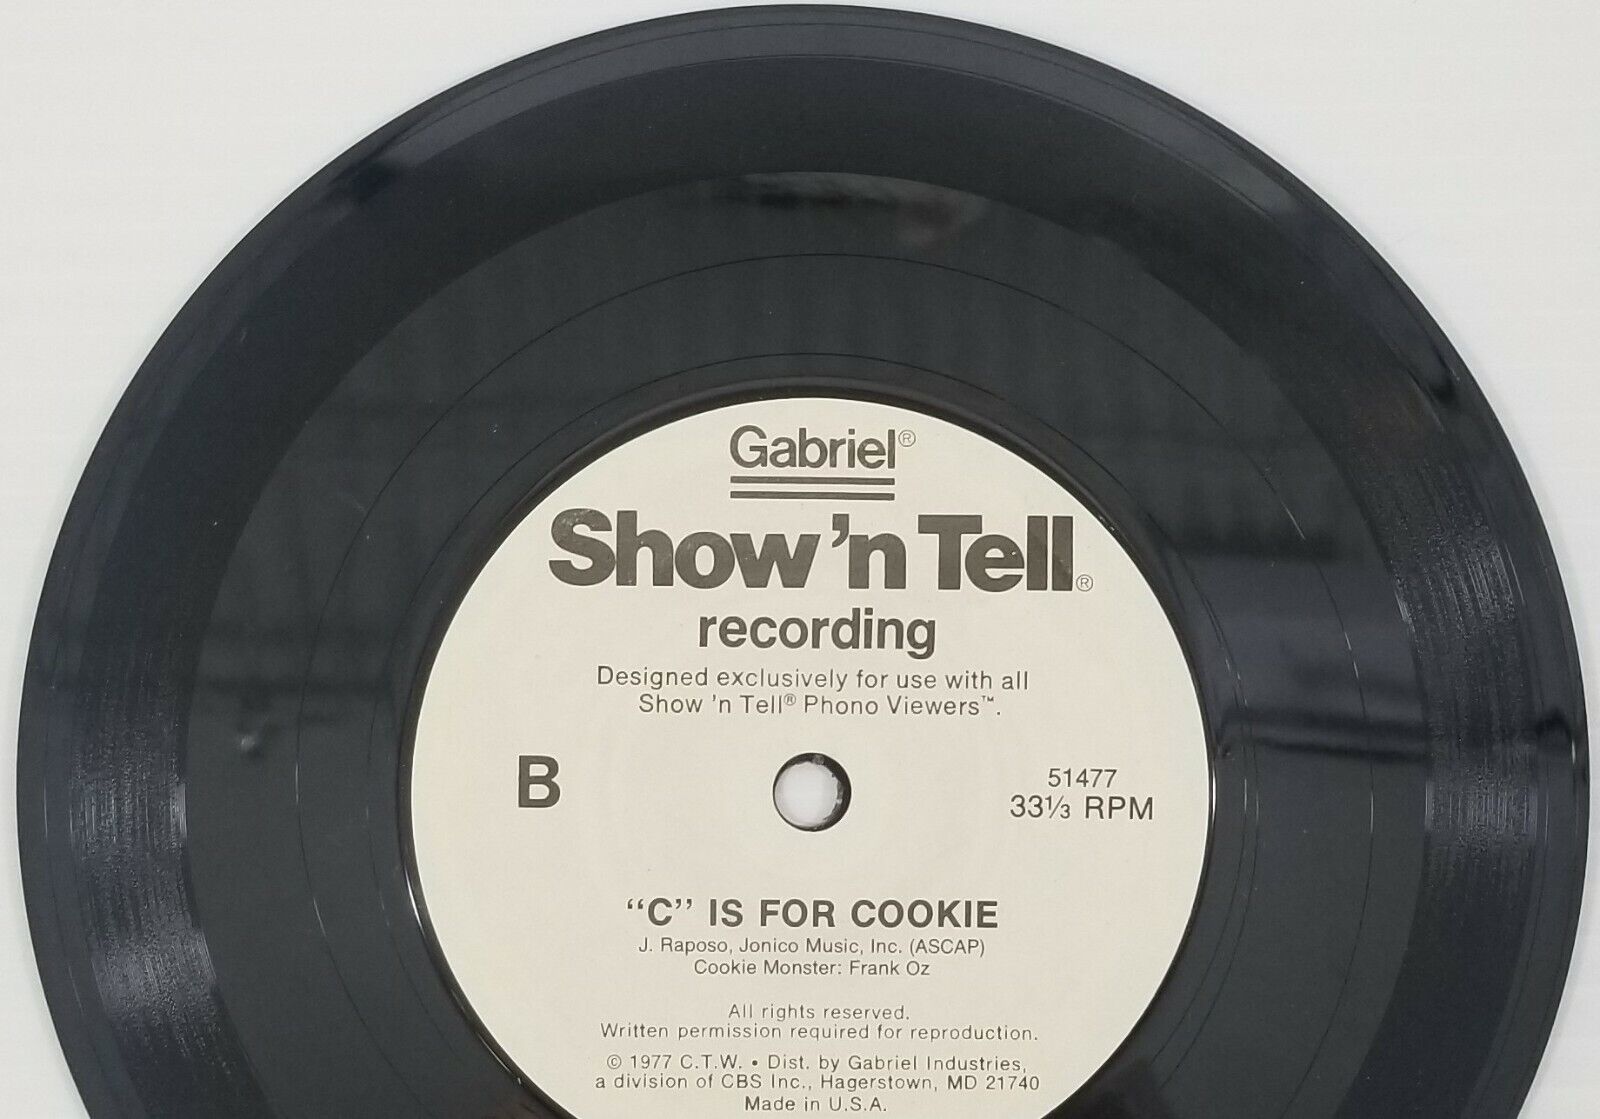 Gabriel®
Show 'n Tell®
recording
Designed exclusively for use with all
Show 'n Tell® Phono Viewers™.
B
51477
33⅓ RPM
“C” IS FOR COOKIE
J. Raposo, Jonico Music, Inc. (ASCAP)
Cookie Monster: Frank Oz
All rights reserved.
Written permission required for reproduction.
© 1977 C.T.W. • Dist. by Gabriel Industries,
a division of CBS Inc., Hagerstown, MD 21740
Made in U.S.A.